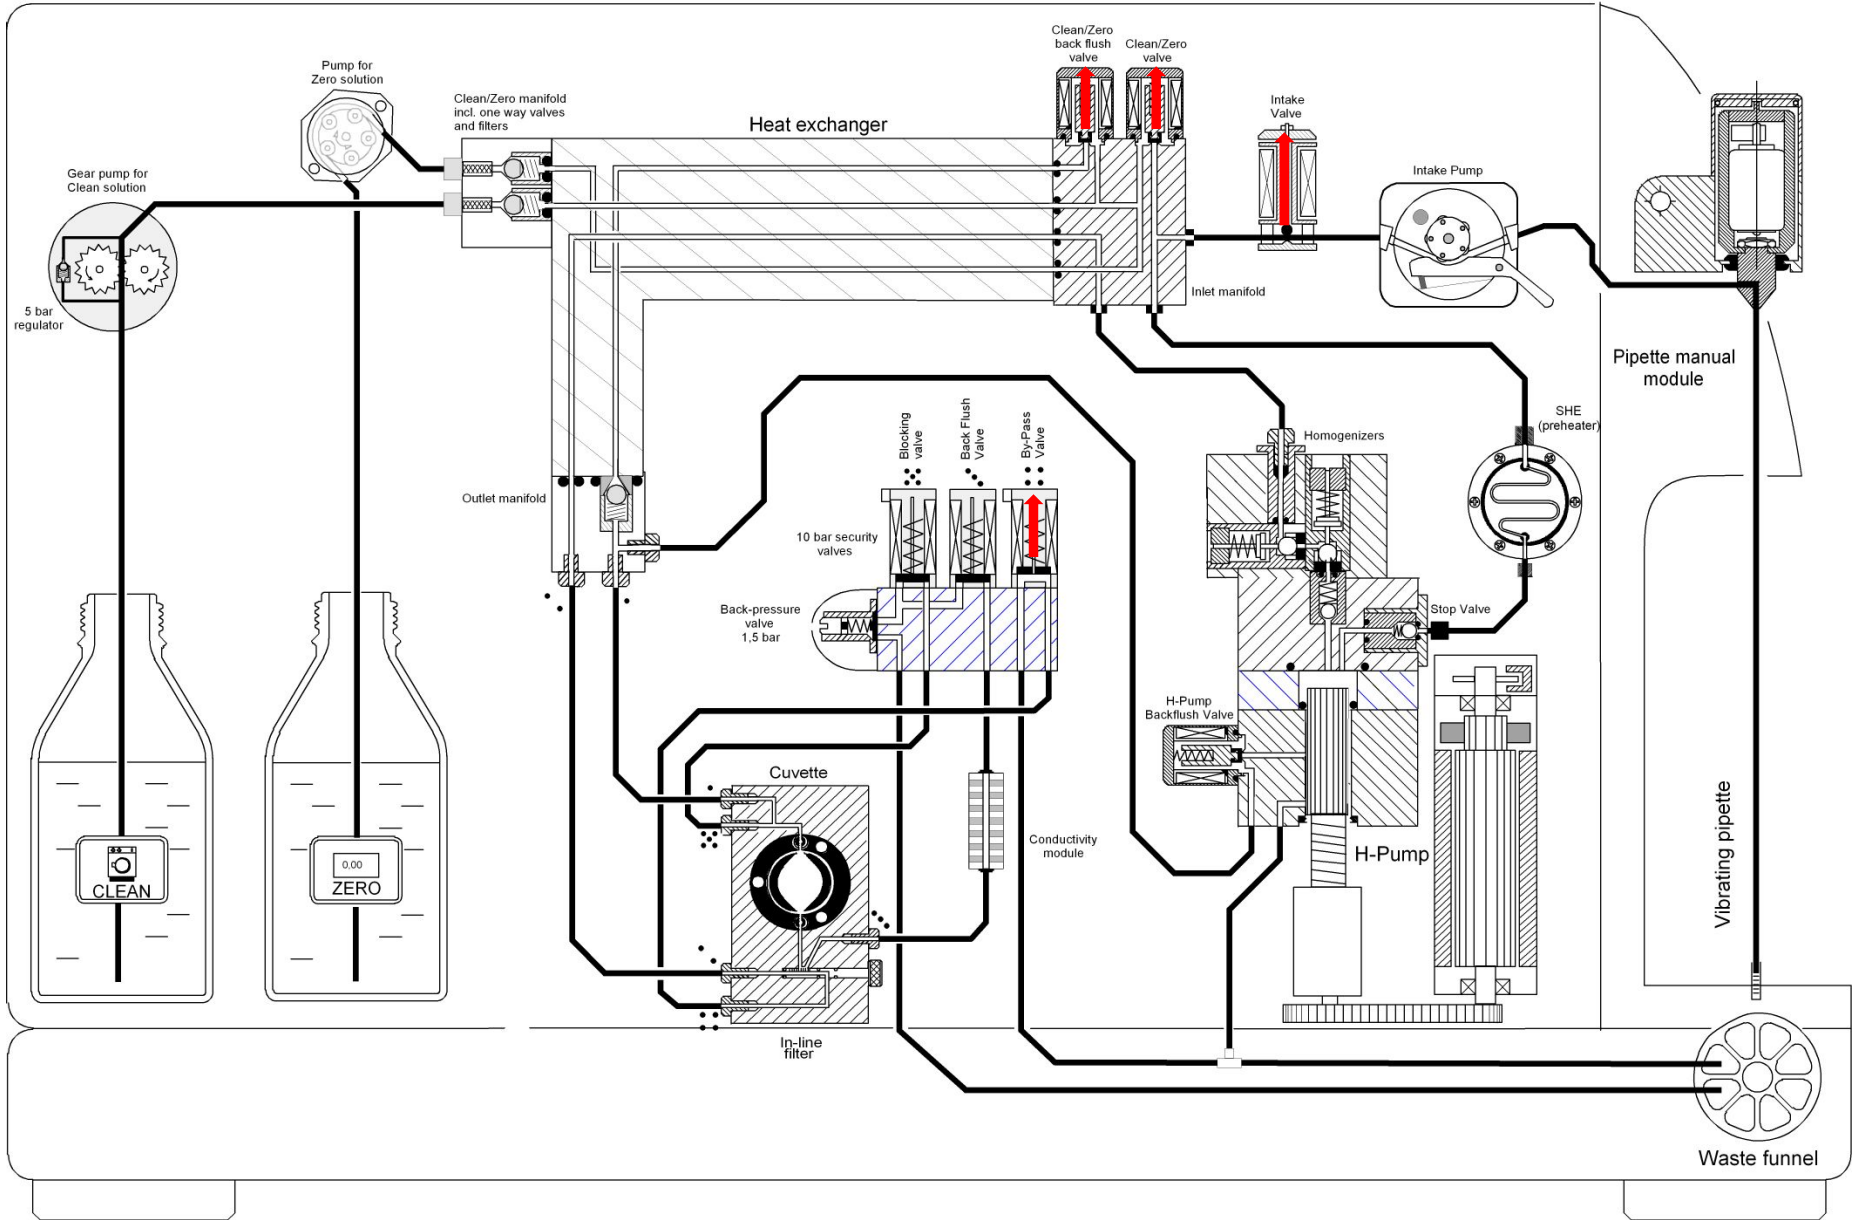 Clean/Zero
back flush
valve
Clean/Zero
valve
Pump for
Zero solution
Clean/Zero manifold
incl. one way valves
and filters
Heat exchanger
Intake
Valve
Intake Pump
Gear pump for
Clean solution
5 bar
regulator
Inlet manifold
Pipette manual
module
SHE
(preheater)
Blocking
valve
Back Flush
Valve
By-Pass
Valve
Homogenizers
Outlet manifold
10 bar security
valves
Back-pressure
valve
1,5 bar
Stop Valve
H-Pump
Backflush Valve
Cuvette
Conductivity
module
H-Pump
0,00
CLEAN
ZERO
Vibrating pipette
In-line
filter
Waste funnel